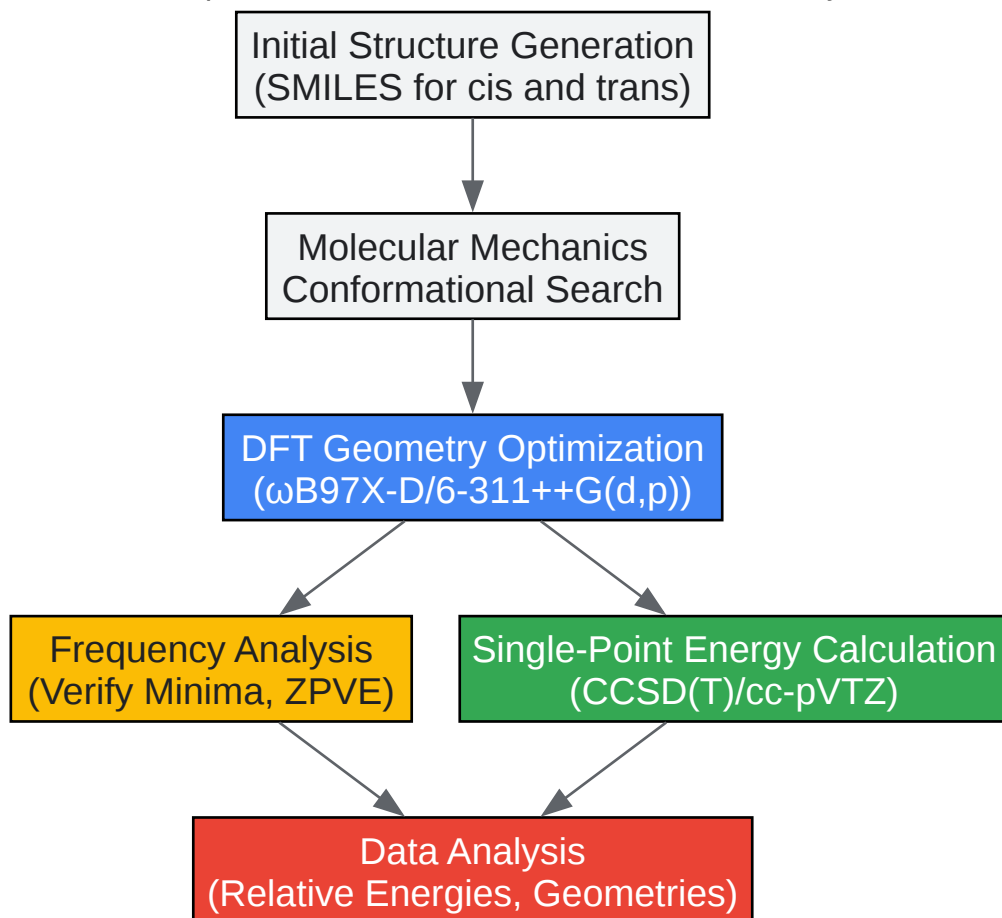 Initial Structure Generation
(SMILES for cis and trans)
Molecular Mechanics
Conformational Search
DFT Geometry Optimization
(ωB97X-D/6-311++G(d,p))
Frequency Analysis
(Verify Minima, ZPVE)
Single-Point Energy Calculation
(CCSD(T)/cc-pVTZ)
Data Analysis
(Relative Energies, Geometries)